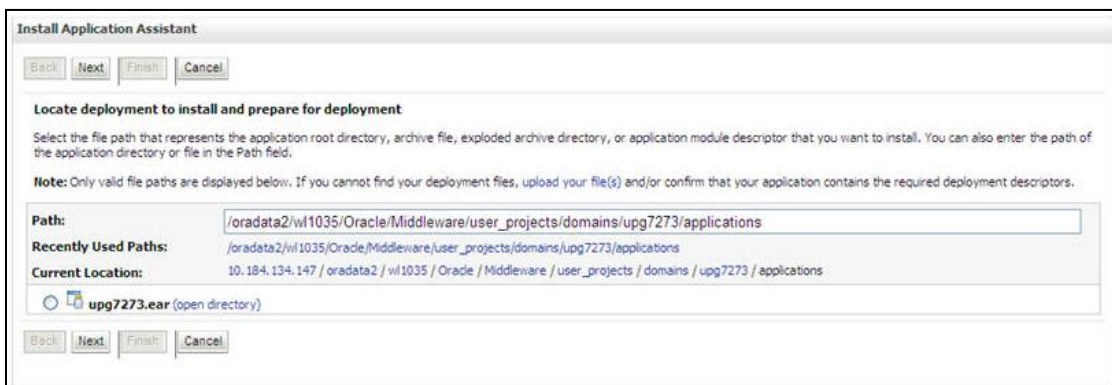 Install Application Assistant
Back Next Finish Cancel
Locate deployment to install and prepare for deployment
Select the file path that represents the application root directory, archive file, exploded archive directory, or application module descriptor that you want to install. You can also enter the path of
the application directory or file in the Path field.
Note: Only valid file paths are displayed below. If you cannot find your deployment files, upload your file(s) and/or confirm that your application contains the required deployment descriptors.
Path: /oradata2/wl1035/Oracle/Middleware/user_projects/domains/upg7273/applications
Recently Used Paths: /oradata2/wl1035/Oracle/Middleware/user_projects/domains/upg7273/applications
Current Location: 10.184.134.147 / oradata2 / wl1035 / Oracle / Middleware / user_projects / domains / upg7273 / applications
upg7273.ear (open directory)
Back Next Finish Cancel